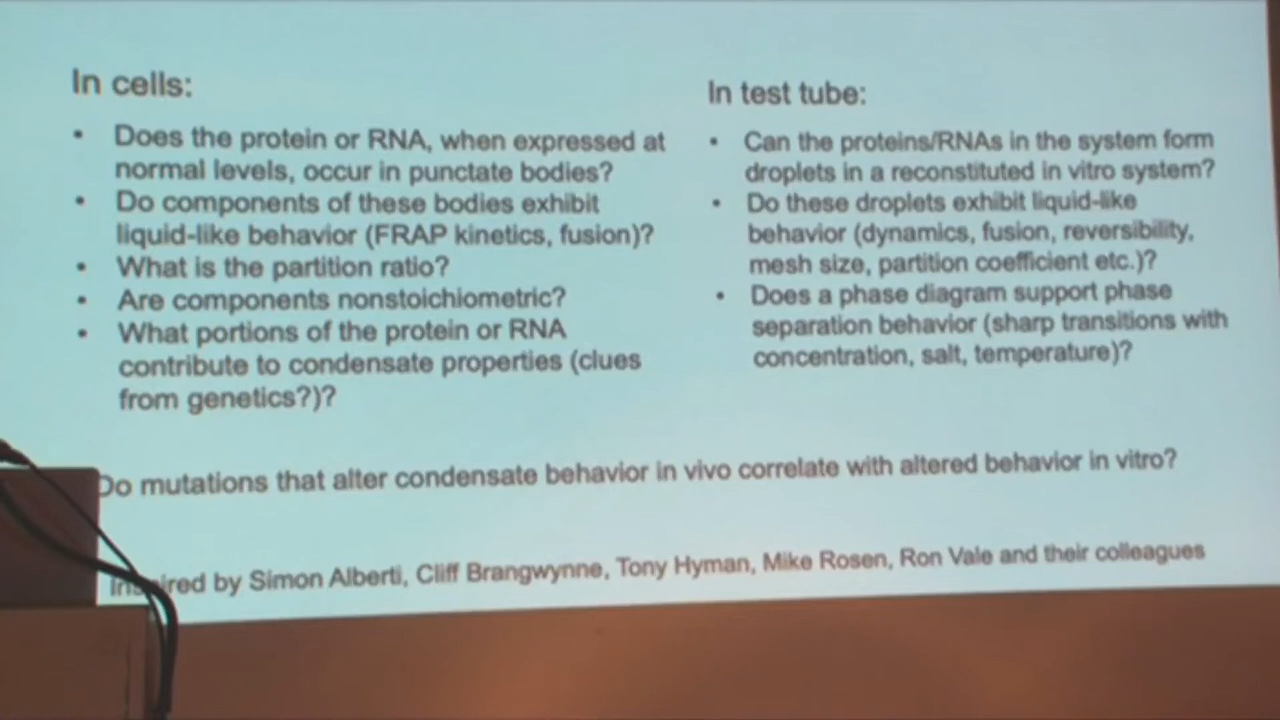 In cells:
• Does the protein or RNA, when expressed at
normal levels, occur in punctate bodies?
• Do components of these bodies exhibit
liquid-like behavior (FRAP kinetics, fusion)?
• What is the partition ratio?
• Are components nonstoichiometric?
• What portions of the protein or RNA
contribute to condensate properties (clues
from genetics?)?
In test tube:
• Can the proteins/RNAs in the system form
droplets in a reconstituted in vitro system?
• Do these droplets exhibit liquid-like
behavior (dynamics, fusion, reversibility,
mesh size, partition coefficient etc.)?
• Does a phase diagram support phase
separation behavior (sharp transitions with
concentration, salt, temperature)?
Do mutations that alter condensate behavior in vivo correlate with altered behavior in vitro?
Inspired by Simon Alberti, Cliff Brangwynne, Tony Hyman, Mike Rosen, Ron Vale and their colleagues